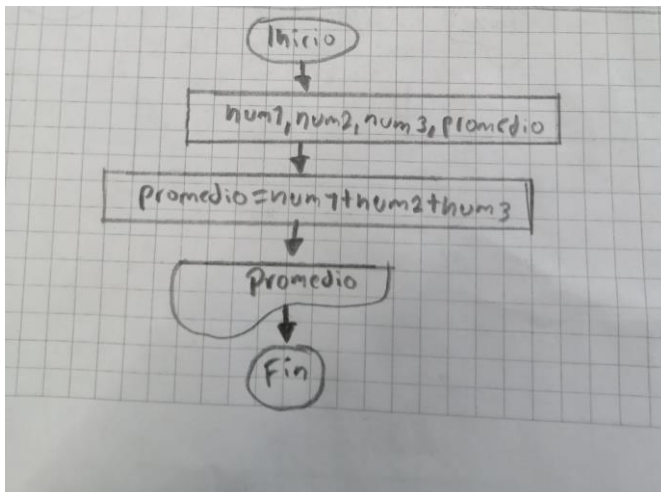 Inicio
num1, num2, num3, promedio
promedio=num1+num2+num3
promedio
Fin